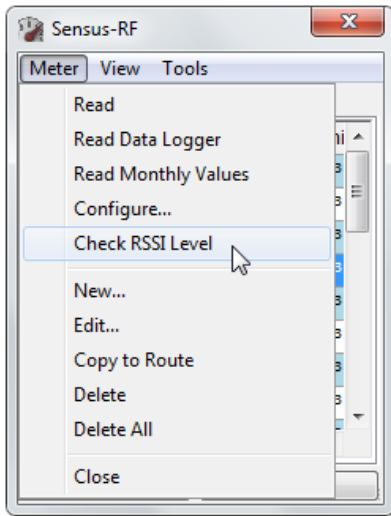 Sensus-RF
Meter View Tools
Read
Read Data Logger
Read Monthly Values
Configure...
Check RSSI Level
New...
Edit...
Copy to Route
Delete
Delete All
Close